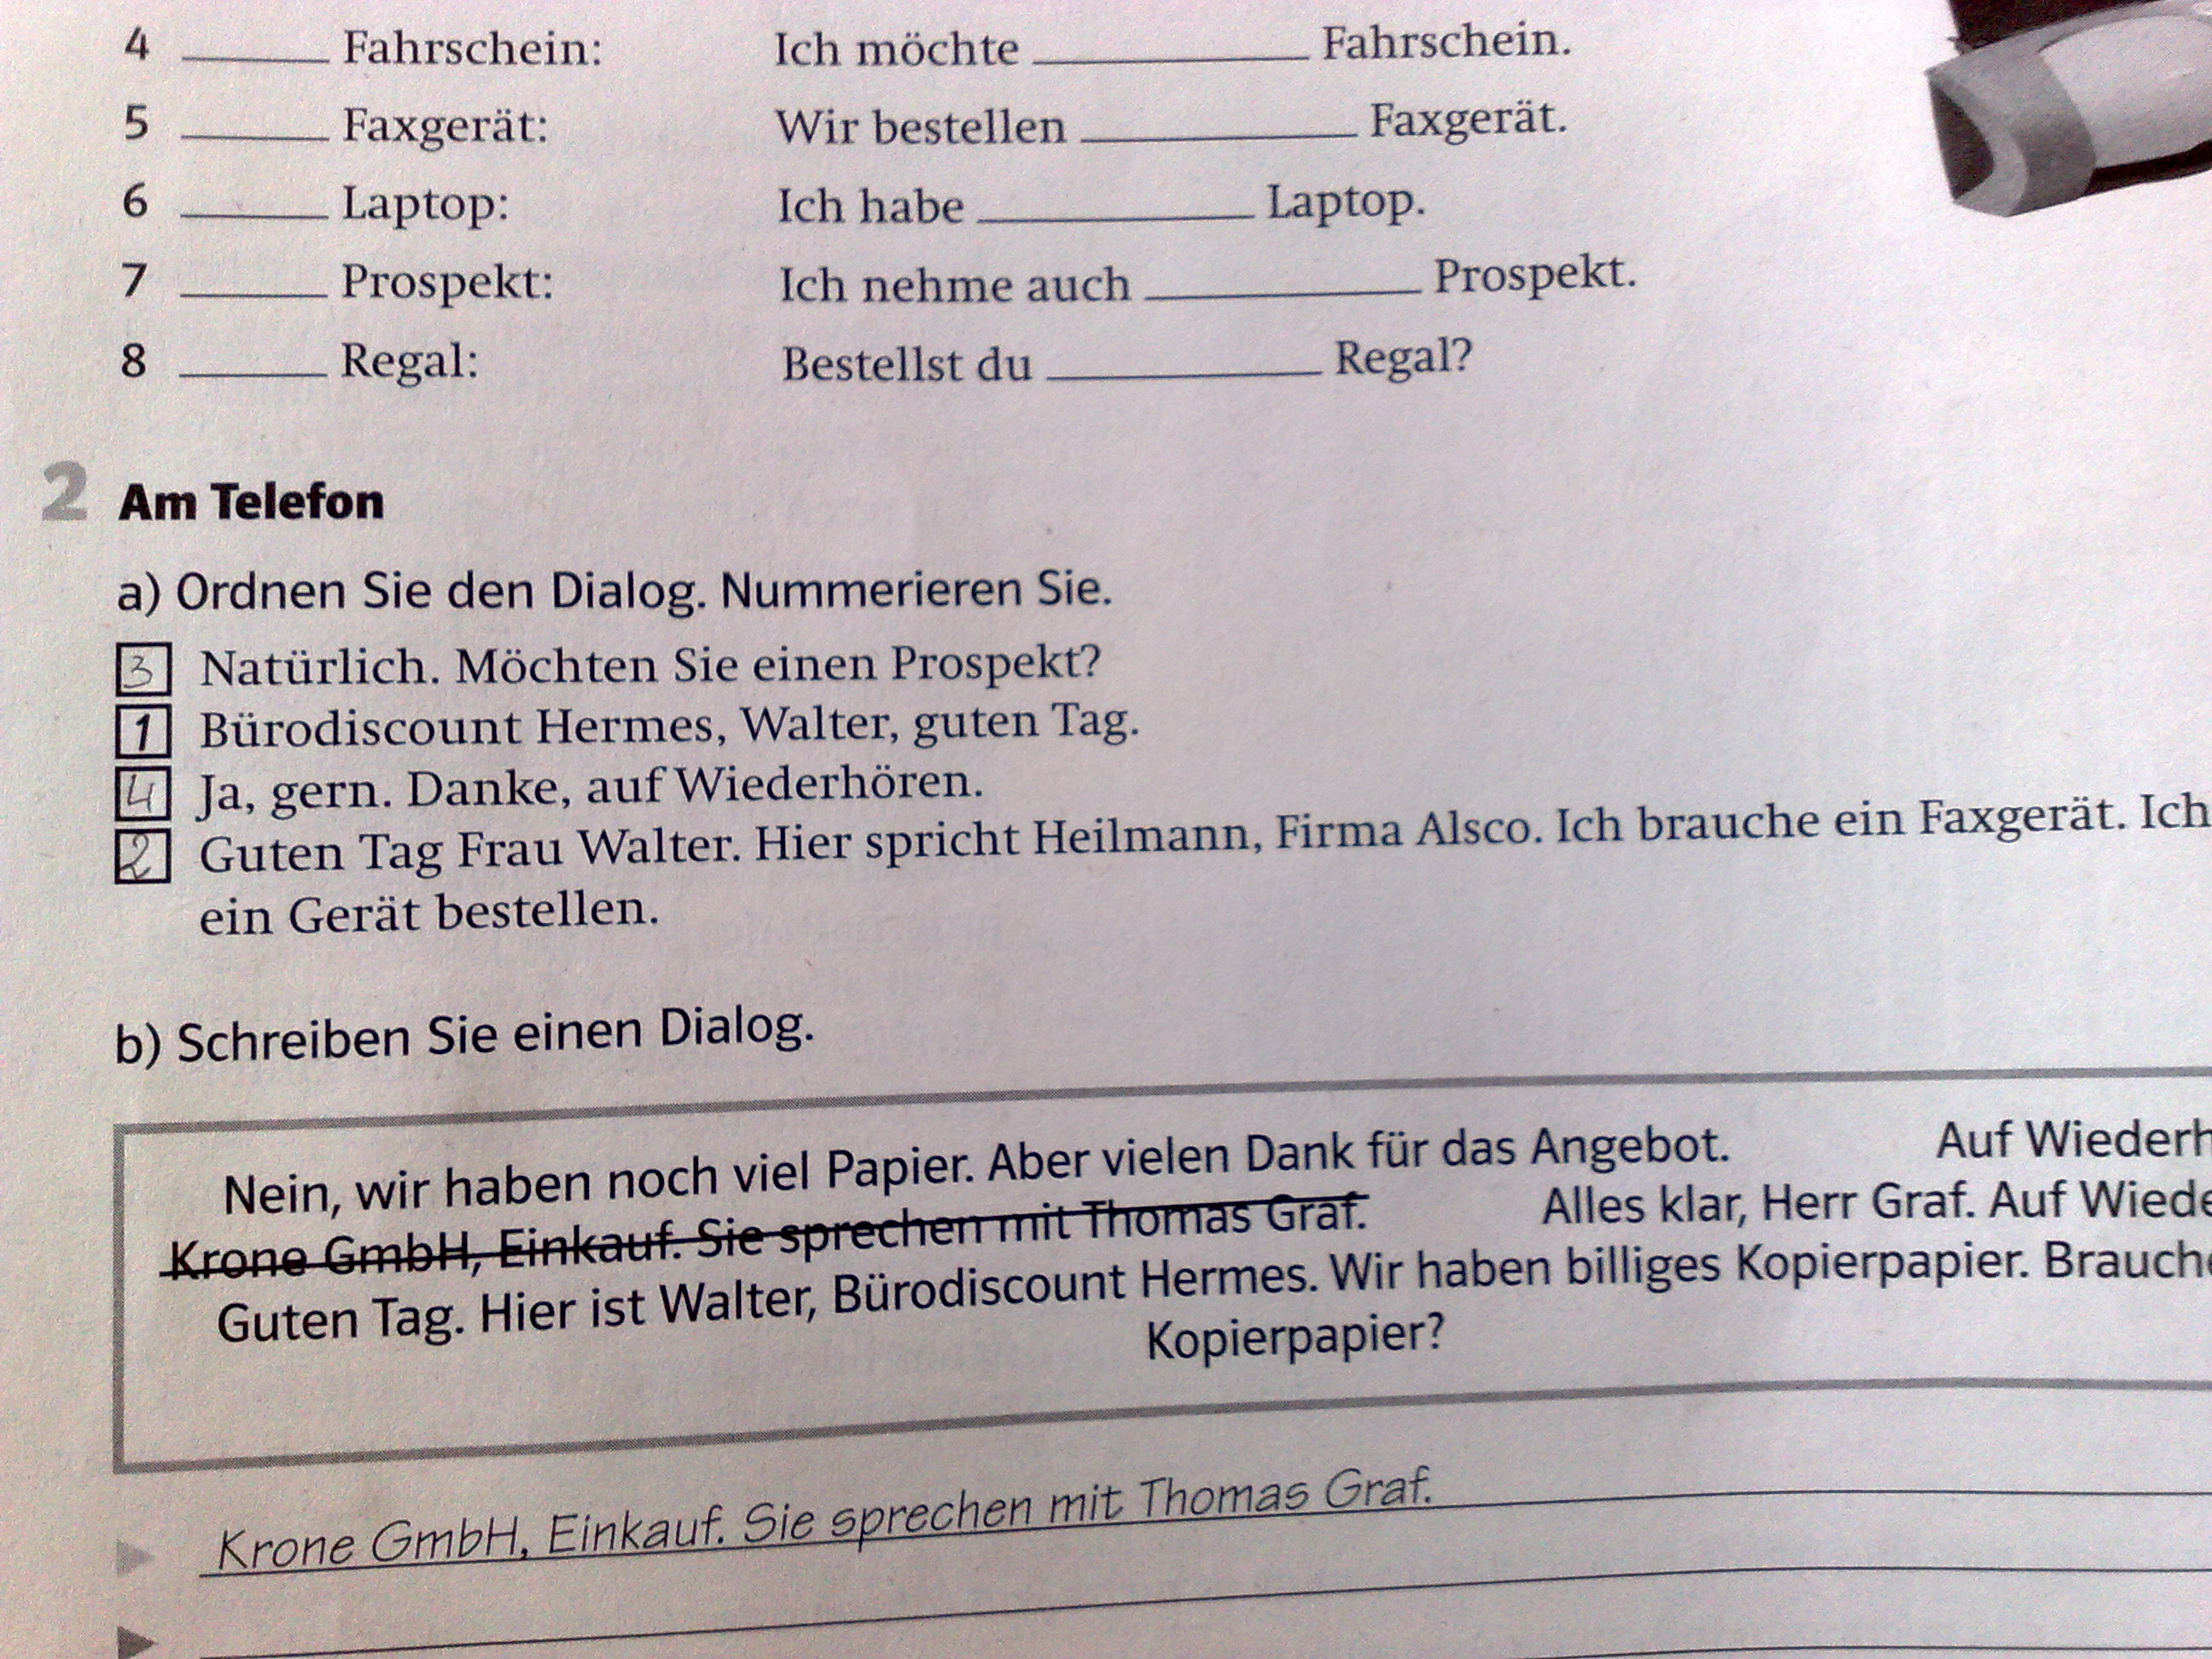 4 ______ Fahrschein: Ich möchte ____________ Fahrschein.
5 ______ Faxgerät: Wir bestellen ____________ Faxgerät.
6 ______ Laptop: Ich habe ____________ Laptop.
7 ______ Prospekt: Ich nehme auch ____________ Prospekt.
8 ______ Regal: Bestellst du ____________ Regal?
2 Am Telefon
a) Ordnen Sie den Dialog. Nummerieren Sie.
3 Natürlich. Möchten Sie einen Prospekt?
1 Bürodiscount Hermes, Walter, guten Tag.
4 Ja, gern. Danke, auf Wiederhören.
2 Guten Tag Frau Walter. Hier spricht Heilmann, Firma Alsco. Ich brauche ein Faxgerät. Ich
ein Gerät bestellen.
b) Schreiben Sie einen Dialog.
Nein, wir haben noch viel Papier. Aber vielen Dank für das Angebot. Auf Wiederh
Krone GmbH, Einkauf. Sie sprechen mit Thomas Graf. Alles klar, Herr Graf. Auf Wiede
Guten Tag. Hier ist Walter, Bürodiscount Hermes. Wir haben billiges Kopierpapier. Brauche
Kopierpapier?
Krone GmbH, Einkauf. Sie sprechen mit Thomas Graf.